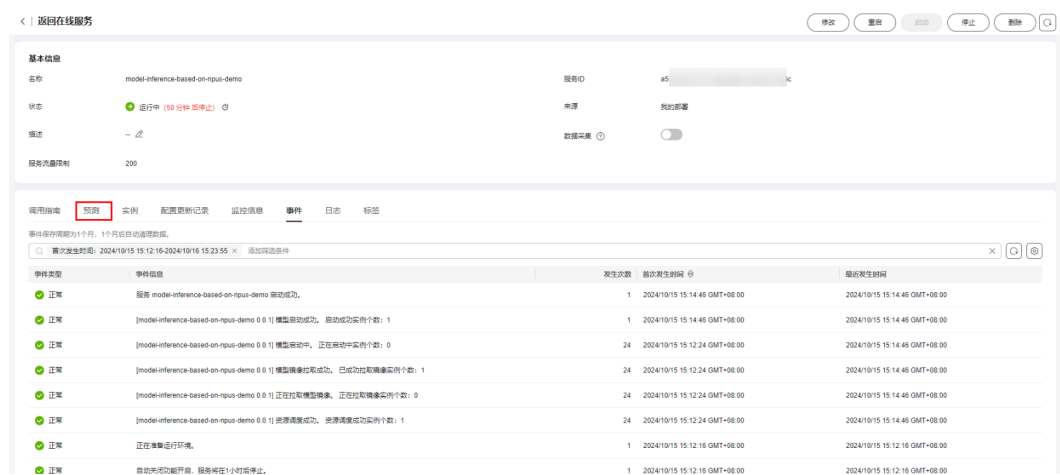 返回在线服务 修改 重启 启动 停止 删除
基本信息
名称 model-inference-based-on-npus-demo 服务ID a5 ic
状态 运行中（50 分钟 后停止） 来源 我的部署
描述 -- 数据采集
服务流量限制 200
调用指南 预测 实例 配置更新记录 监控信息 事件 日志 标签
事件保存周期为1个月，1个月后自动清理数据。
首次发生时间：2024/10/15 15:12:16-2024/10/16 15:23:55 × 添加筛选条件
事件类型 事件信息 发生次数 首次发生时间 最近发生时间
正常 服务 model-inference-based-on-npus-demo 启动成功。 1 2024/10/15 15:14:46 GMT+08:00 2024/10/15 15:14:46 GMT+08:00
正常 [model-inference-based-on-npus-demo 0.0.1] 模型启动成功。 启动成功实例个数：1 1 2024/10/15 15:14:46 GMT+08:00 2024/10/15 15:14:46 GMT+08:00
正常 [model-inference-based-on-npus-demo 0.0.1] 模型启动中。 正在启动中实例个数：0 24 2024/10/15 15:12:24 GMT+08:00 2024/10/15 15:14:46 GMT+08:00
正常 [model-inference-based-on-npus-demo 0.0.1] 模型镜像拉取成功。 已成功拉取镜像实例个数：1 24 2024/10/15 15:12:24 GMT+08:00 2024/10/15 15:14:46 GMT+08:00
正常 [model-inference-based-on-npus-demo 0.0.1] 正在拉取模型镜像。 正在拉取镜像实例个数：0 24 2024/10/15 15:12:24 GMT+08:00 2024/10/15 15:14:46 GMT+08:00
正常 [model-inference-based-on-npus-demo 0.0.1] 资源调度成功。 资源调度成功实例个数：1 24 2024/10/15 15:12:24 GMT+08:00 2024/10/15 15:14:46 GMT+08:00
正常 正在准备运行环境。 1 2024/10/15 15:12:16 GMT+08:00 2024/10/15 15:12:16 GMT+08:00
正常 自动关闭功能开启，服务将在1小时后停止。 1 2024/10/15 15:12:16 GMT+08:00 2024/10/15 15:12:16 GMT+08:00